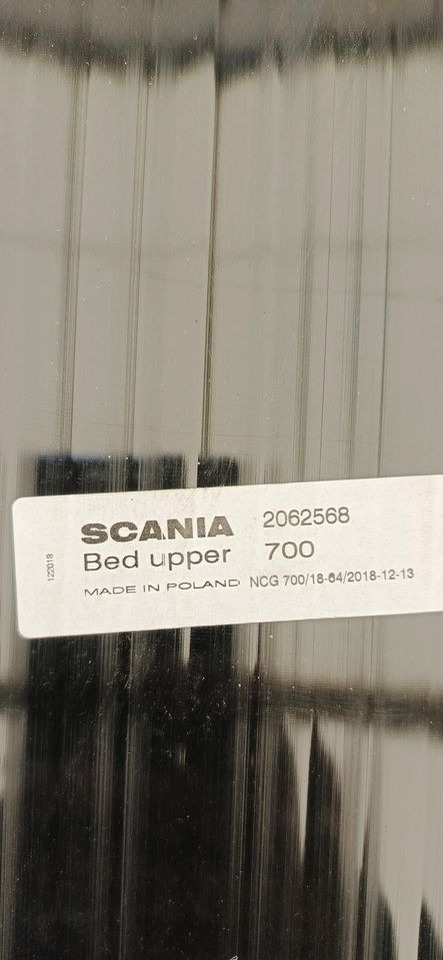 SCANIA 2062568
Bed upper 700
MADE IN POLAND NCG 700/18-64/2018-12-13
122018